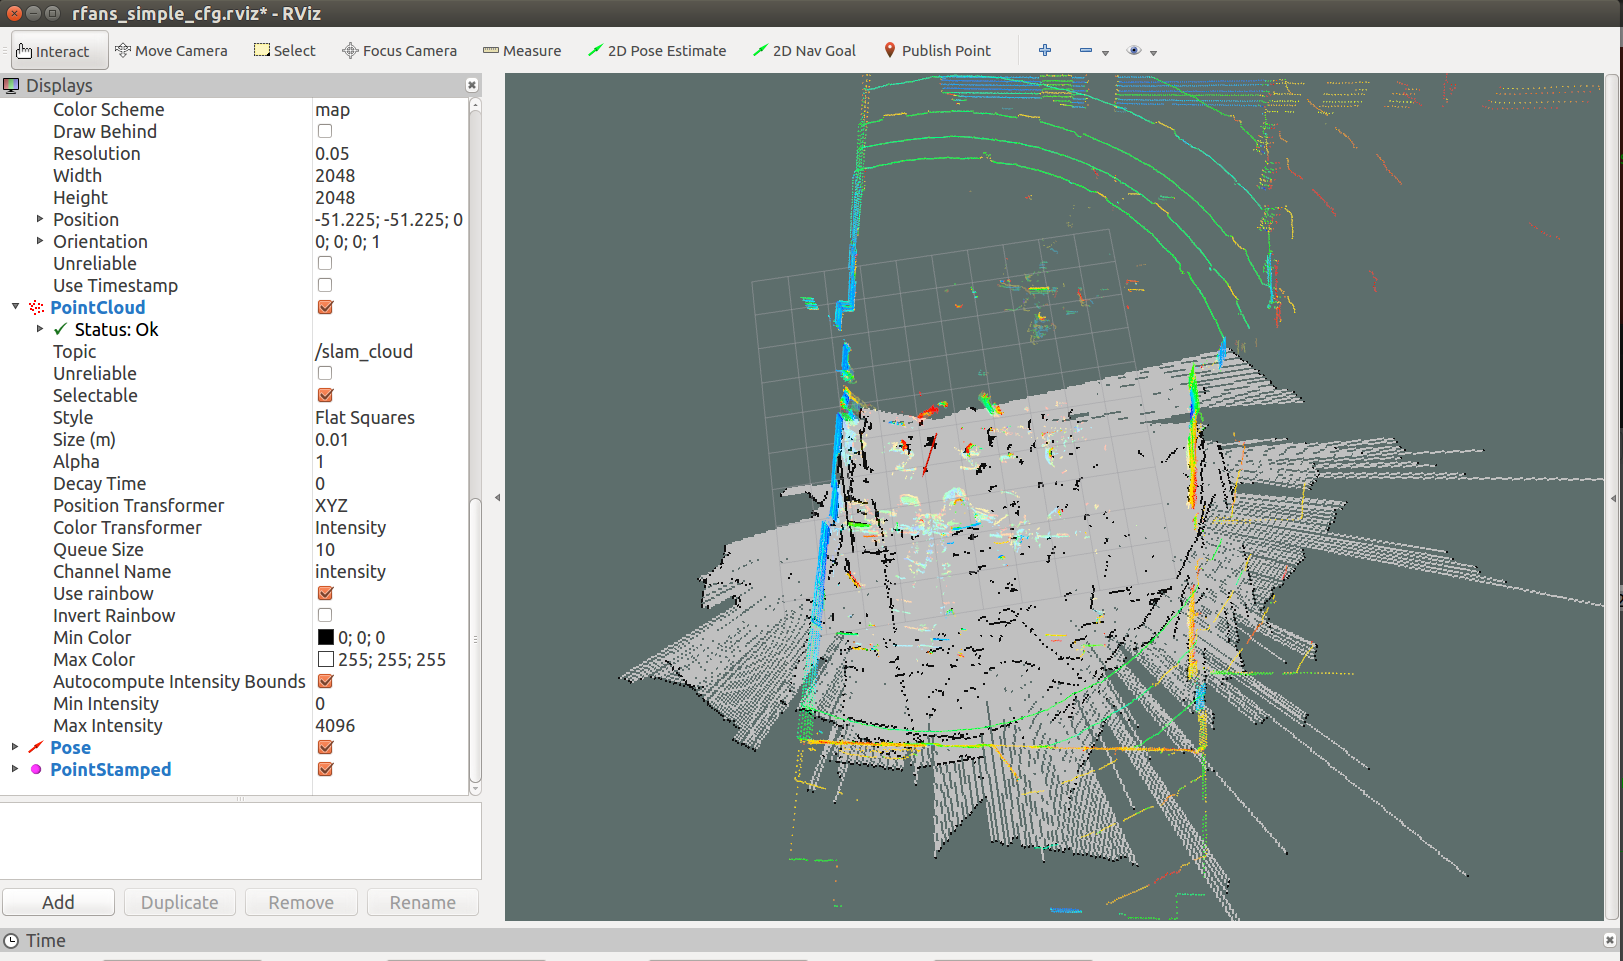 rfans_simple_cfg.rviz* - RViz
Interact Move Camera Select Focus Camera Measure 2D Pose Estimate 2D Nav Goal Publish Point
Displays
Color Scheme map
Draw Behind
Resolution 0.05
Width 2048
Height 2048
Position -51.225; -51.225; 0
Orientation 0; 0; 0; 1
Unreliable
Use Timestamp
PointCloud
Status: Ok
Topic /slam_cloud
Unreliable
Selectable
Style Flat Squares
Size (m) 0.01
Alpha 1
Decay Time 0
Position Transformer XYZ
Color Transformer Intensity
Queue Size 10
Channel Name intensity
Use rainbow
Invert Rainbow
Min Color 0; 0; 0
Max Color 255; 255; 255
Autocompute Intensity Bounds
Min Intensity 0
Max Intensity 4096
Pose
PointStamped
Add Duplicate Remove Rename
Time